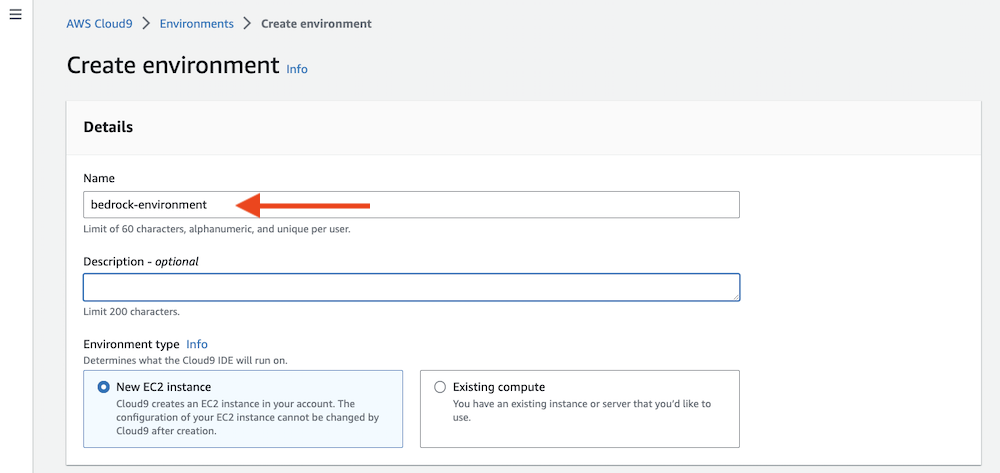 AWS Cloud9 > Environments > Create environment
Create environment Info
Details
Name
bedrock-environment
Limit of 60 characters, alphanumeric, and unique per user.
Description - optional
Limit 200 characters.
Environment type Info
Determines what the Cloud9 IDE will run on.
New EC2 instance
Cloud9 creates an EC2 instance in your account. The
configuration of your EC2 instance cannot be changed by
Cloud9 after creation.
Existing compute
You have an existing instance or server that you'd like to
use.